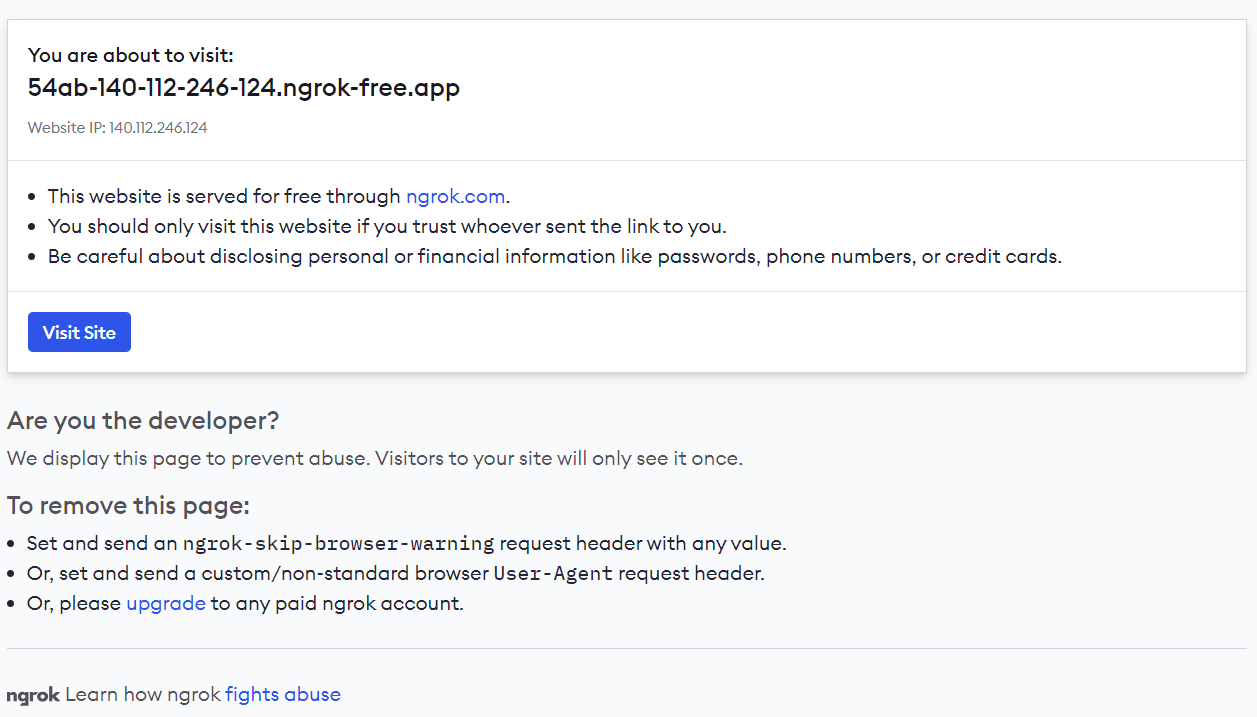 You are about to visit:
54ab-140-112-246-124.ngrok-free.app
Website IP: 140.112.246.124
• This website is served for free through ngrok.com.
• You should only visit this website if you trust whoever sent the link to you.
• Be careful about disclosing personal or financial information like passwords, phone numbers, or credit cards.
Visit Site
Are you the developer?
We display this page to prevent abuse. Visitors to your site will only see it once.
To remove this page:
• Set and send an ngrok-skip-browser-warning request header with any value.
• Or, set and send a custom/non-standard browser User-Agent request header.
• Or, please upgrade to any paid ngrok account.
ngrok Learn how ngrok fights abuse